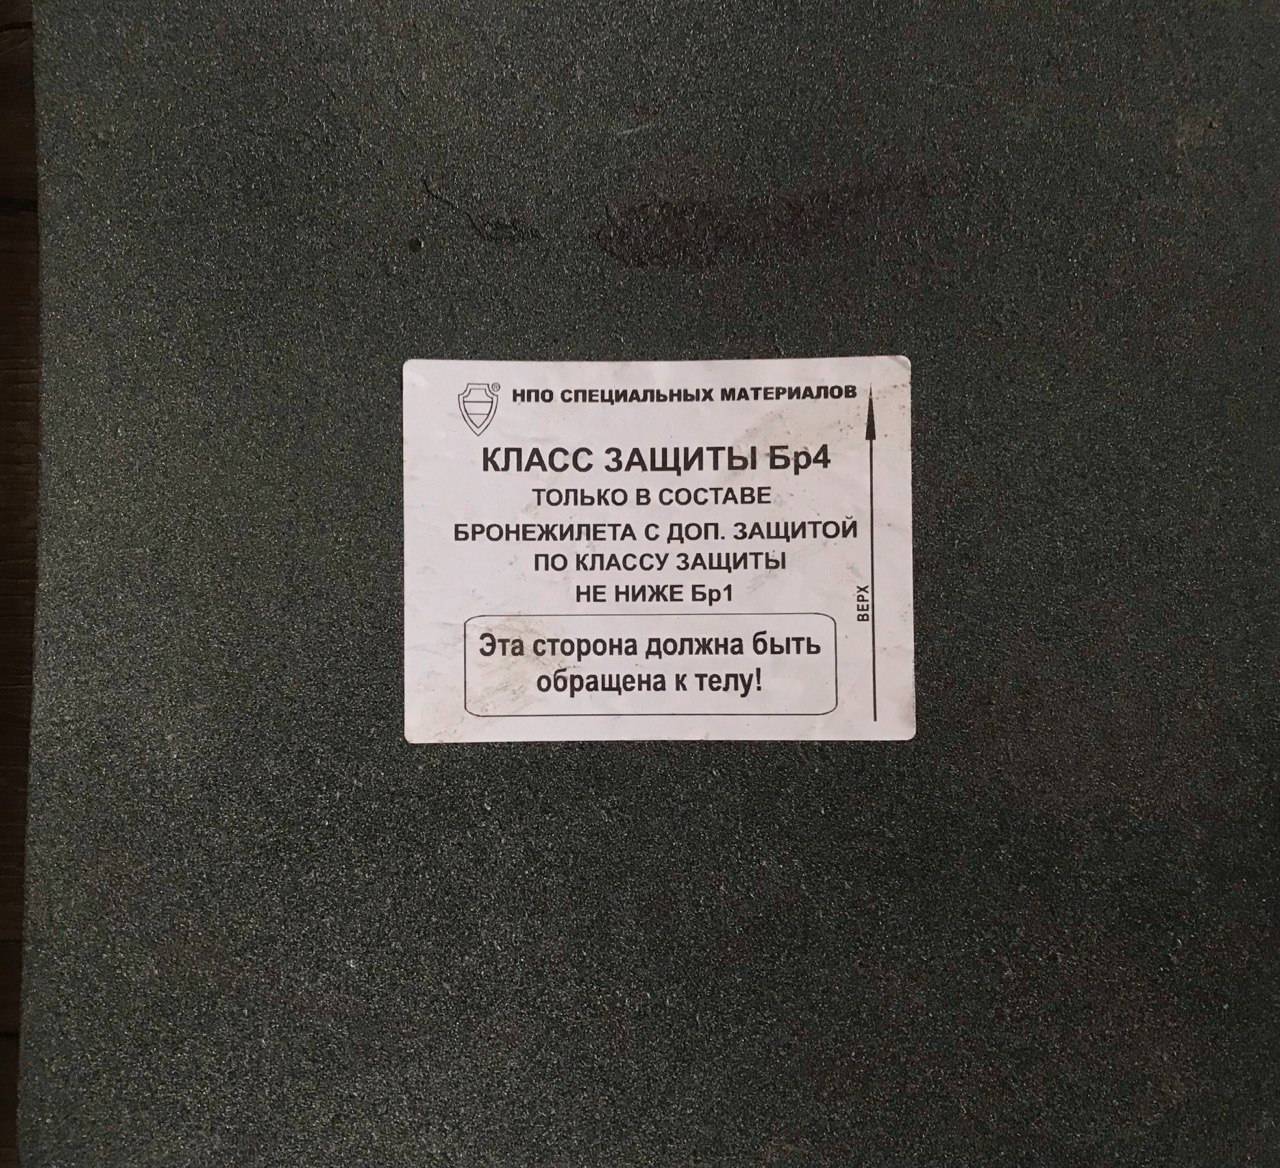 ® НПО СПЕЦИАЛЬНЫХ МАТЕРИАЛОВ
КЛАСС ЗАЩИТЫ Бр4
ТОЛЬКО В СОСТАВЕ
БРОНЕЖИЛЕТА С ДОП. ЗАЩИТОЙ
ПО КЛАССУ ЗАЩИТЫ
НЕ НИЖЕ Бр1
Эта сторона должна быть
обращена к телу!
ВЕРХ